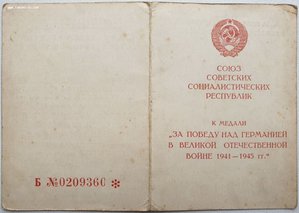 СОЮЗ
СОВЕТСКИХ
СОЦИАЛИСТИЧЕСКИХ
РЕСПУБЛИК
К МЕДАЛИ
"ЗА ПОБЕДУ НАД ГЕРМАНИЕЙ
В ВЕЛИКОЙ ОТЕЧЕСТВЕННОЙ
ВОЙНЕ 1941—1945 гг."
Б №0209360 *